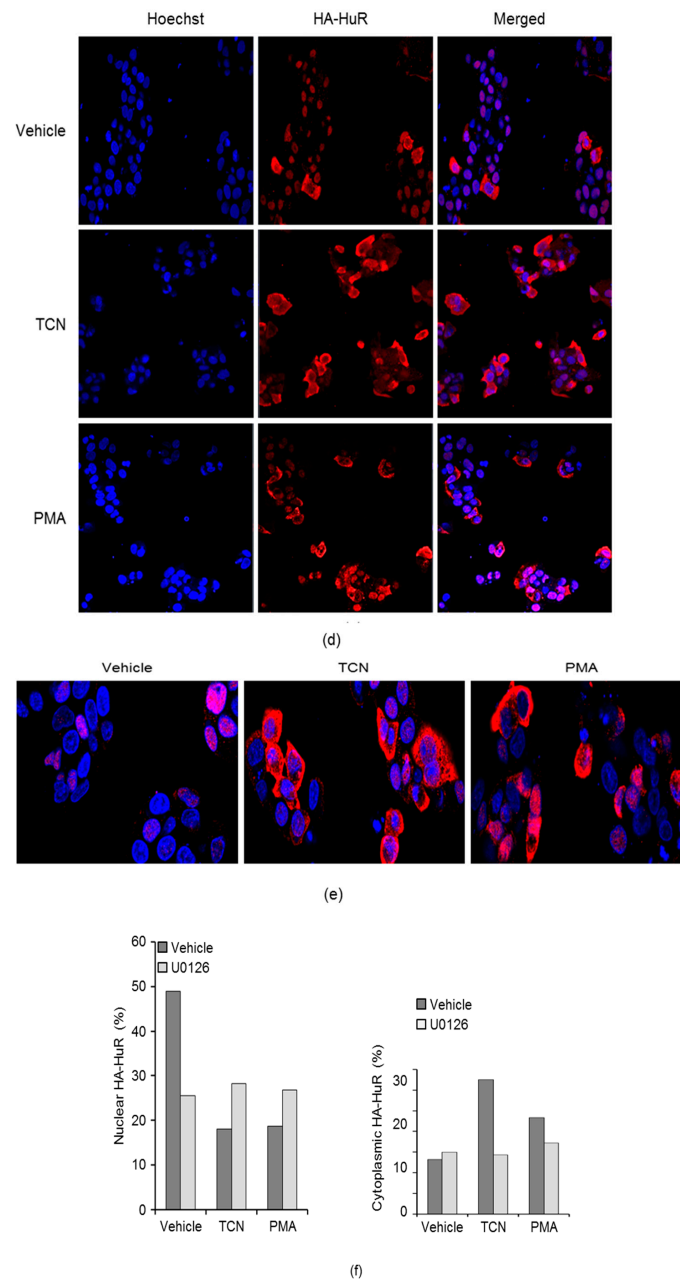 Hoechst HA-HuR Merged
Vehicle
TCN
PMA
(d)
Vehicle TCN PMA
(e)
60
50
40
30
20
10
0
Nuclear HA-HuR (%)
Vehicle
U0126
Vehicle TCN PMA
30
20
10
0
Cytoplasmic HA-HuR (%)
Vehicle
U0126
Vehicle TCN PMA
(f)